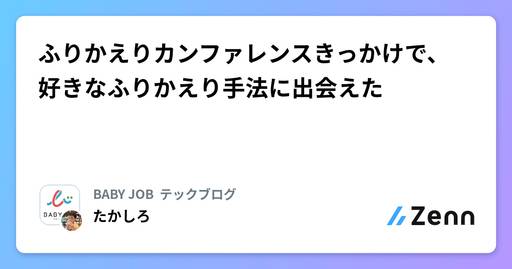 ふりかえりカンファレンスきっかけで、
好きなふりかえり手法に出会えた
BABY JOB テックブログ
たかしろ
BABY
Zenn